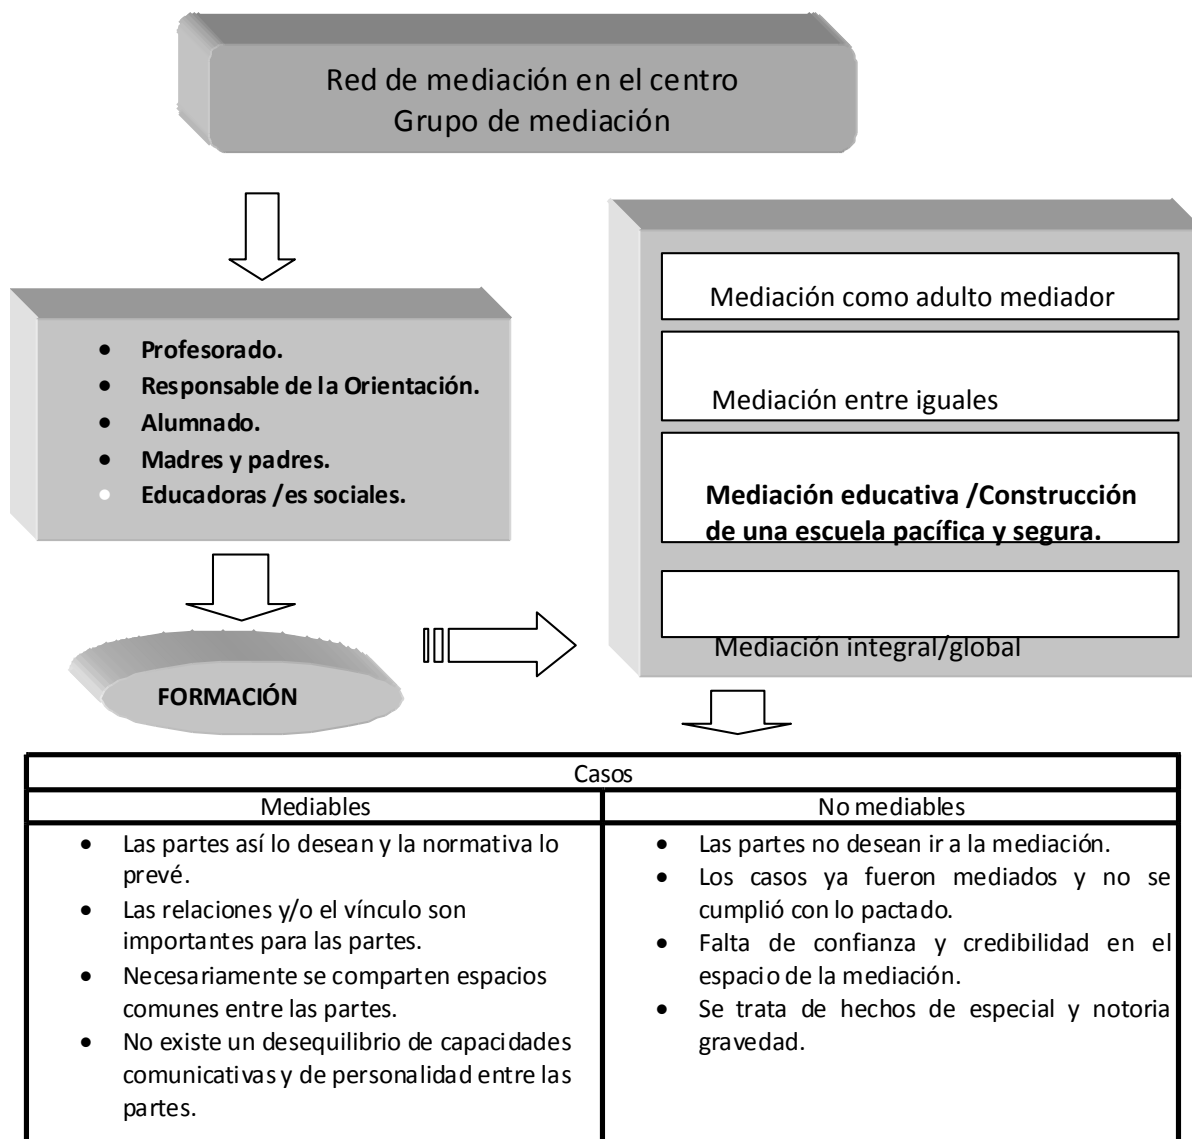 Red de mediación en el centro
Grupo de mediación
• Profesorado.
• Responsable de la Orientación.
• Alumnado.
• Madres y padres.
• Educadoras /es sociales.
FORMACIÓN
Mediación como adulto mediador
Mediación entre iguales
Mediación educativa /Construcción
de una escuela pacífica y segura.
Mediación integral/global
Casos
Mediables
• Las partes así lo desean y la normativa lo
prevé.
• Las relaciones y/o el vínculo son
importantes para las partes.
• Necesariamente se comparten espacios
comunes entre las partes.
• No existe un desequilibrio de capacidades
comunicativas y de personalidad entre las
partes.
No mediables
• Las partes no desean ir a la mediación.
• Los casos ya fueron mediados y no se
cumplió con lo pactado.
• Falta de confianza y credibilidad en el
espacio de la mediación.
• Se trata de hechos de especial y notoria
gravedad.